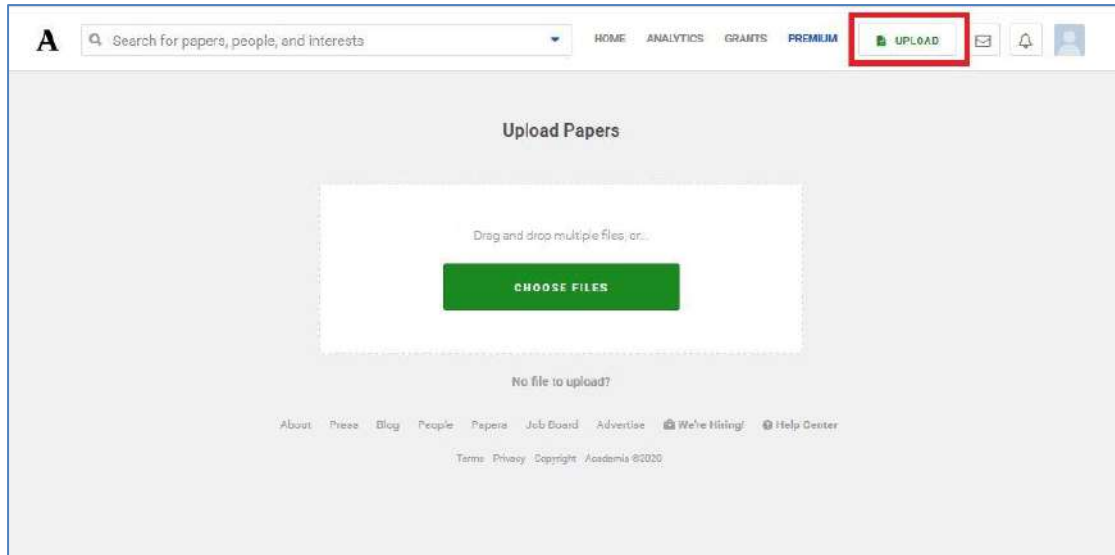 A Search for papers, people, and interests HOME ANALYTICS GRANTS PREMIUM UPLOAD
Upload Papers
Drag and drop multiple files, or...
CHOOSE FILES
No file to upload?
About Press Blog People Papers Job Board Advertise We're Hiring! Help Center
Terms Privacy Copyright Academia ©2020